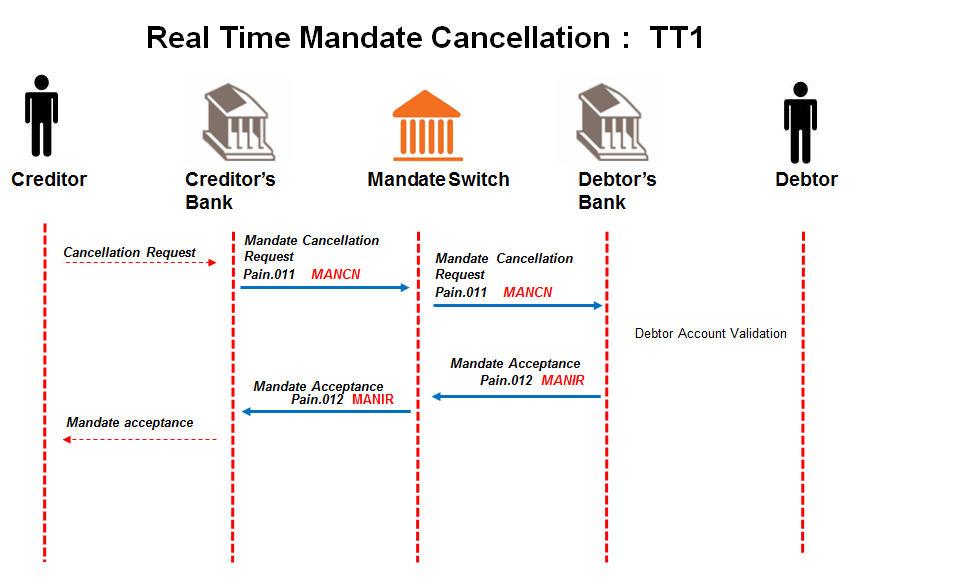 Real Time Mandate Cancellation : TT1
Creditor
Creditor's
Bank
Mandate Switch
Debtor's
Bank
Debtor
Cancellation Request
Mandate Cancellation
Request
Pain.011 MANCN
Mandate Cancellation
Request
Pain.011 MANCN
Debtor Account Validation
Mandate Acceptance
Pain.012 MANIR
Mandate Acceptance
Pain.012 MANIR
Mandate acceptance